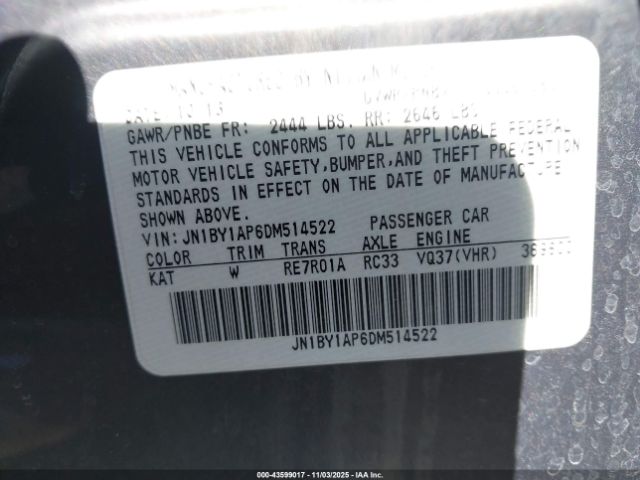 GAWR/PNBE FR: 2444 LBS. RR: 2646 LBS
THIS VEHICLE CONFORMS TO ALL APPLICABLE FEDERAL
MOTOR VEHICLE SAFETY,BUMPER,AND THEFT PREVENTION
STANDARDS IN EFFECT ON THE DATE OF MANUFACTURE
SHOWN ABOVE.
VIN:JN1BY1AP6DM514522 PASSENGER CAR
COLOR TRIM TRANS AXLE ENGINE
KAT W RE7R01A RC33 VQ37(VHR)
JN1BY1AP6DM514522
000-43599017 - 11/03/2025 - IAA Inc.